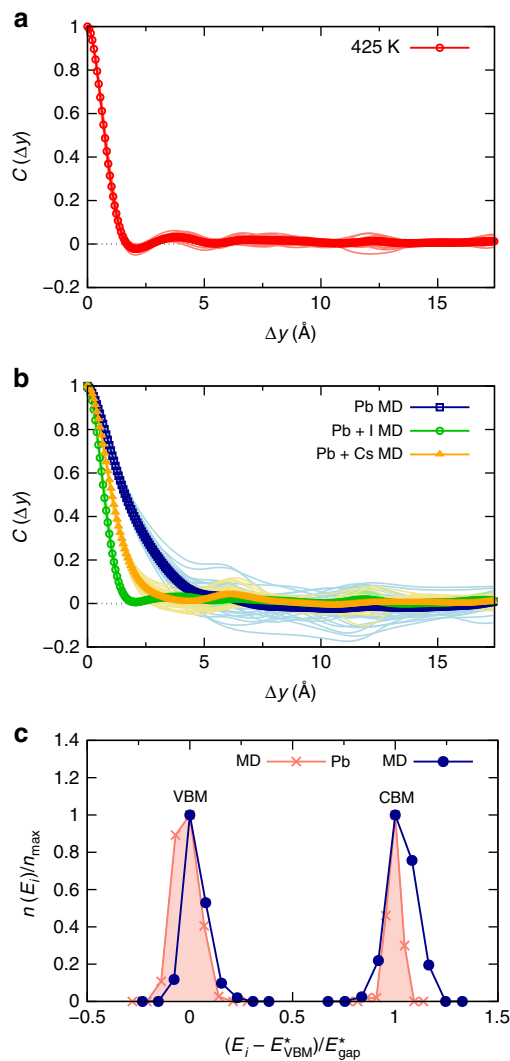 a
425 K
1
0.8
0.6
0.4
0.2
0
−0.2
C (Δy)
0 5 10 15
Δy (Å)
b
Pb MD
Pb + I MD
Pb + Cs MD
1
0.8
0.6
0.4
0.2
0
−0.2
C (Δy)
0 5 10 15
Δy (Å)
c
MD Pb MD
VBM CBM
1.4
1.2
1
0.8
0.6
0.4
0.2
0
n (E_i)/n_max
−0.5 0 0.5 1 1.5
(E_i − E*_VBM)/E*_gap